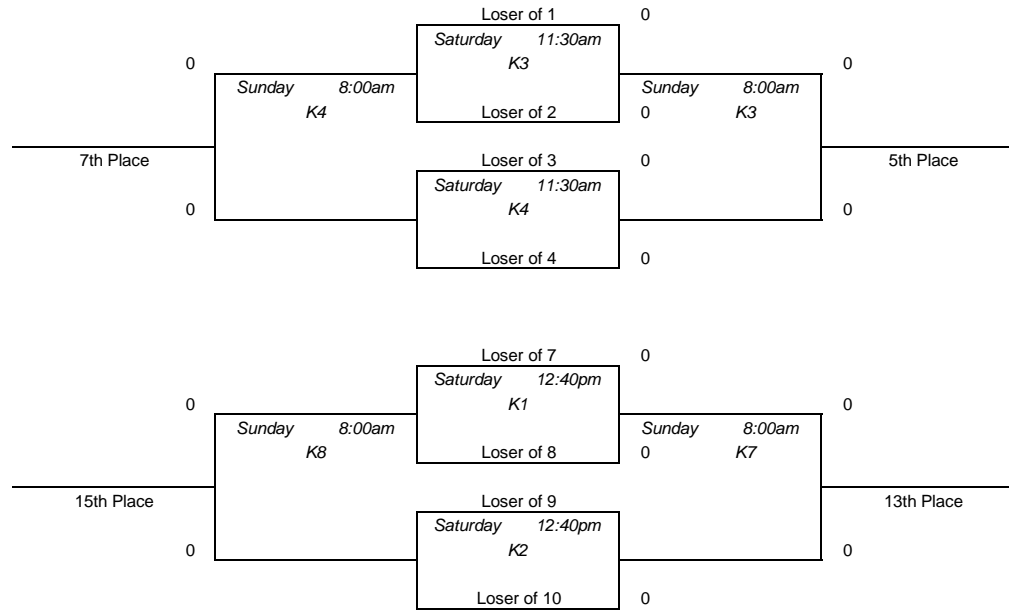 Loser of 1 0
Saturday 11:30am
0 K3 0
Sunday 8:00am Sunday 8:00am
K4 Loser of 2 0 K3
7th Place Loser of 3 0 5th Place
Saturday 11:30am
0 K4 0
Loser of 4 0
Loser of 7 0
Saturday 12:40pm
0 K1 0
Sunday 8:00am Sunday 8:00am
K8 Loser of 8 0 K7
15th Place Loser of 9 13th Place
Saturday 12:40pm
0 K2 0
Loser of 10 0